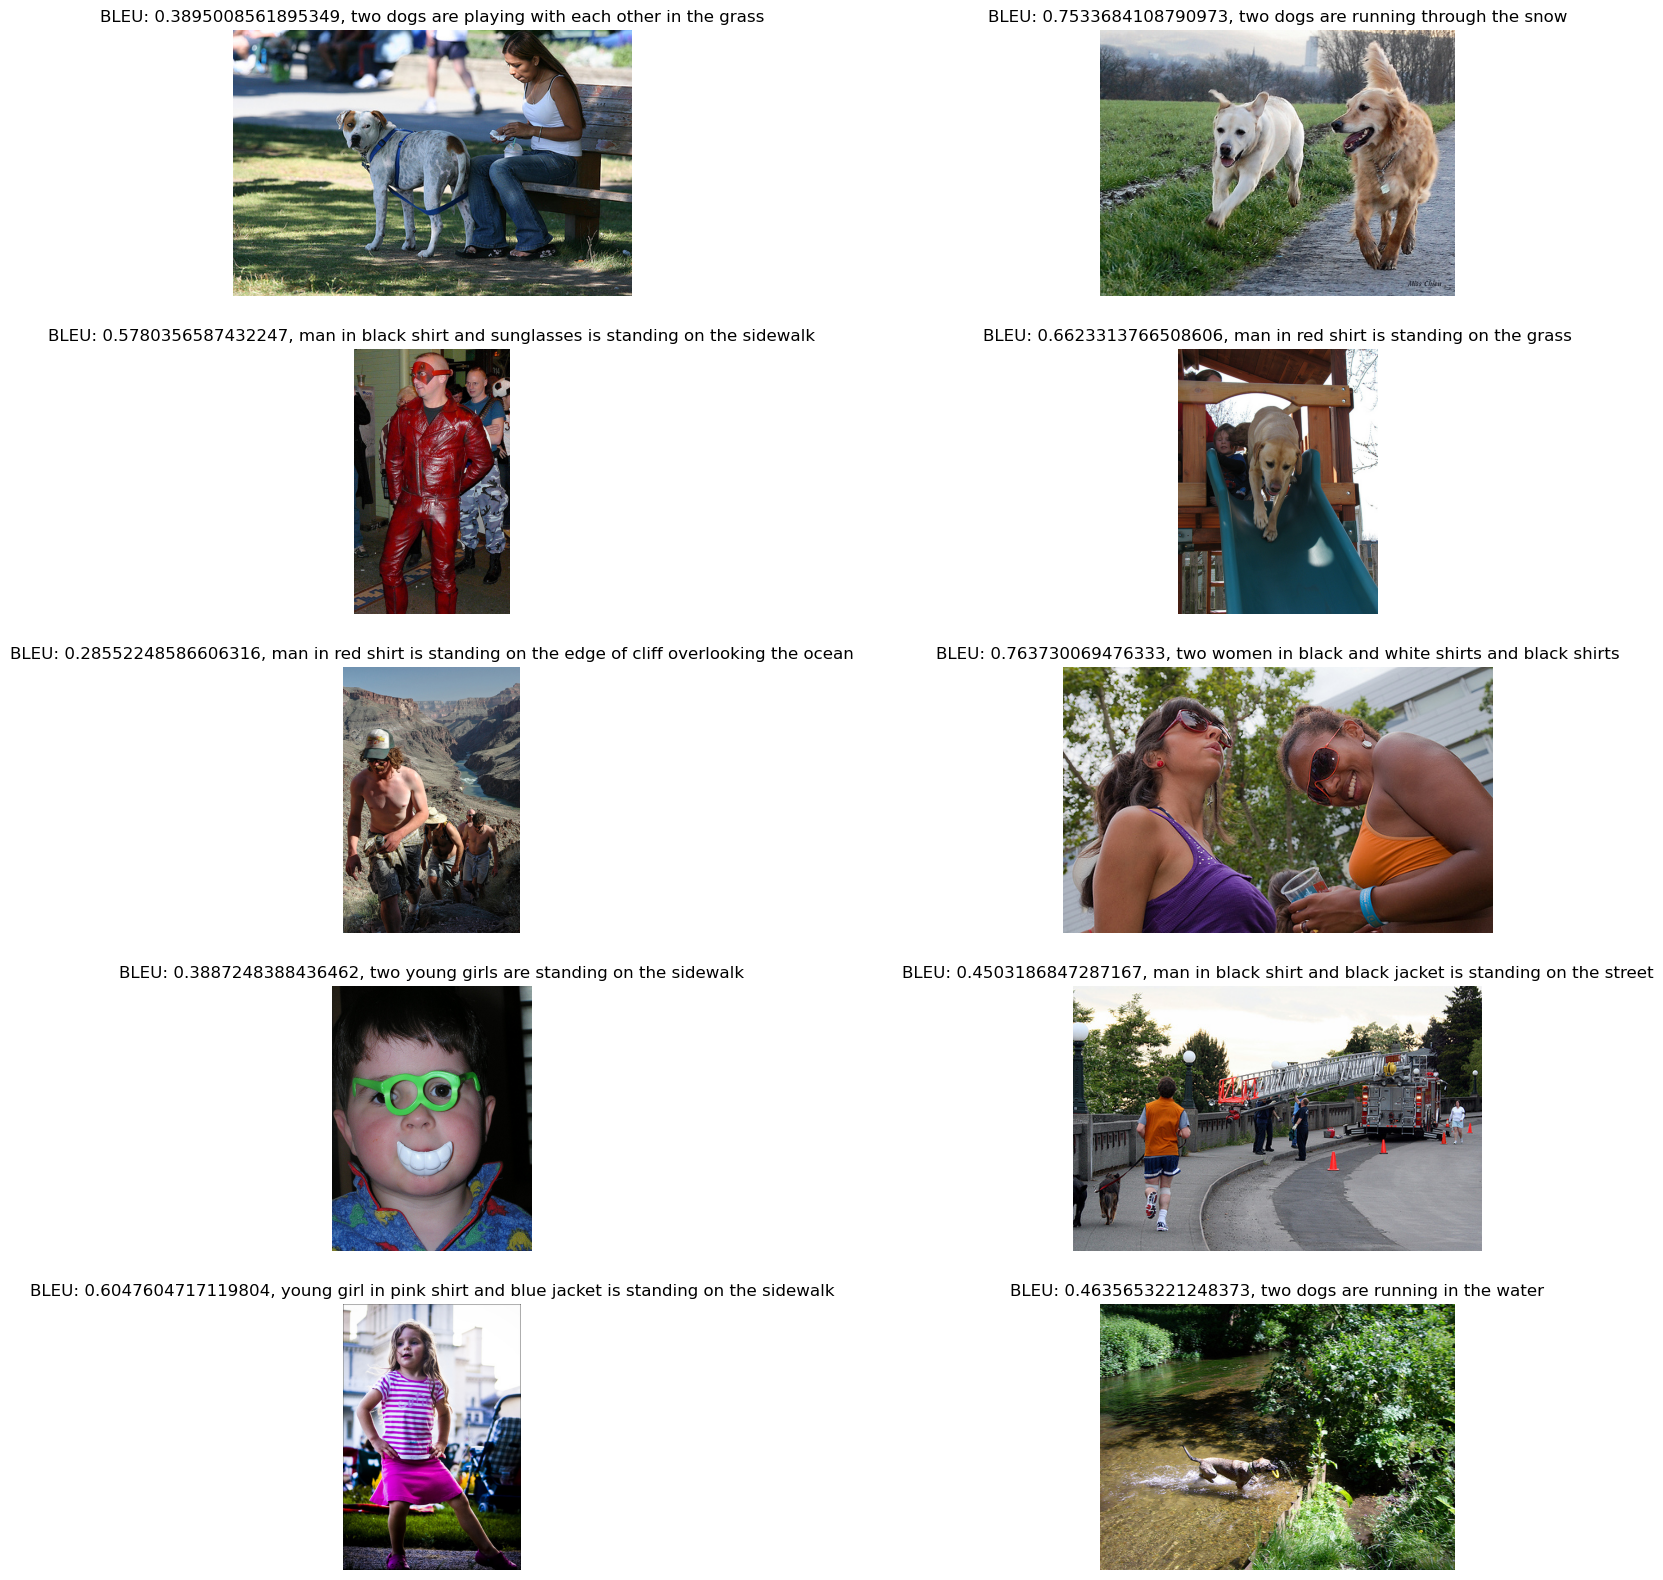 BLEU: 0.3895008561895349, two dogs are playing with each other in the grass
BLEU: 0.7533684108790973, two dogs are running through the snow
Miss Chieu
BLEU: 0.5780356587432247, man in black shirt and sunglasses is standing on the sidewalk
BLEU: 0.6623313766508606, man in red shirt is standing on the grass
BLEU: 0.28552248586606316, man in red shirt is standing on the edge of cliff overlooking the ocean
BLEU: 0.763730069476333, two women in black and white shirts and black shirts
BLEU: 0.3887248388436462, two young girls are standing on the sidewalk
BLEU: 0.4503186847287167, man in black shirt and black jacket is standing on the street
BLEU: 0.6047604717119804, young girl in pink shirt and blue jacket is standing on the sidewalk
BLEU: 0.4635653221248373, two dogs are running in the water